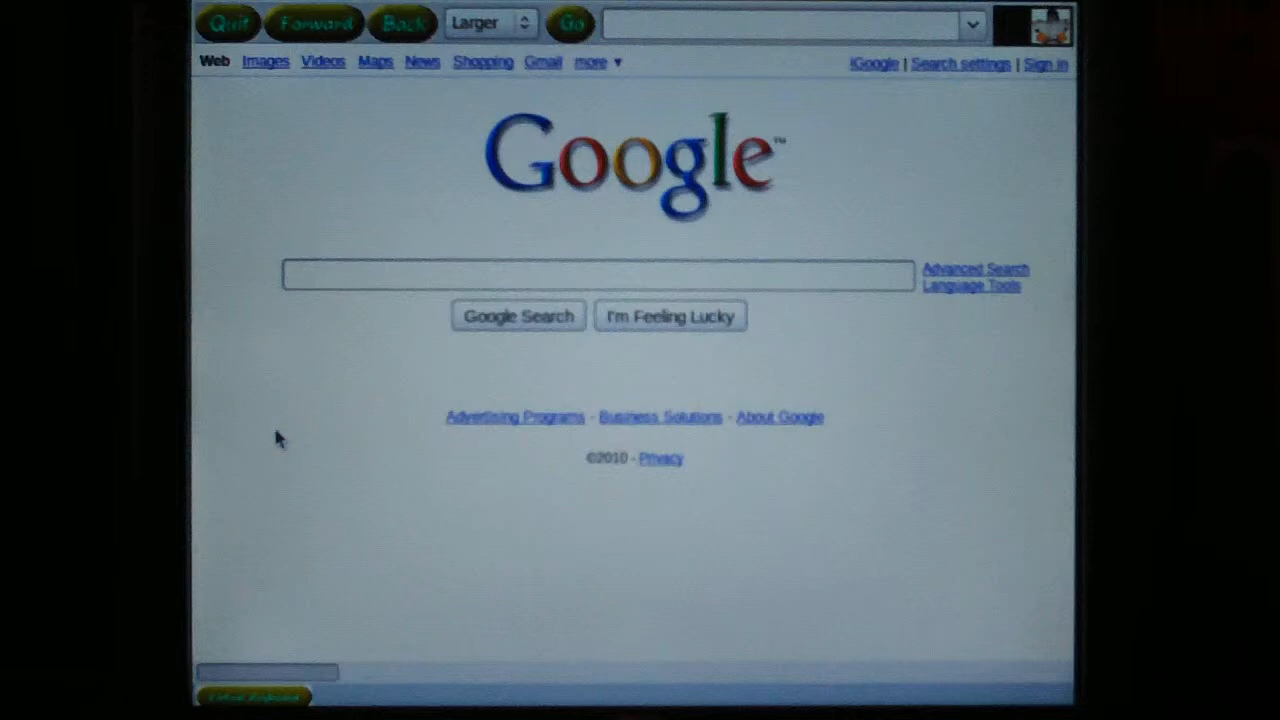 Quit Forward Back Larger Go
Web Images Videos Maps News Shopping Gmail more ▼ iGoogle | Search settings | Sign in
Google™
Advanced Search
Language Tools
Google Search I'm Feeling Lucky
Advertising Programs - Business Solutions - About Google
©2010 - Privacy